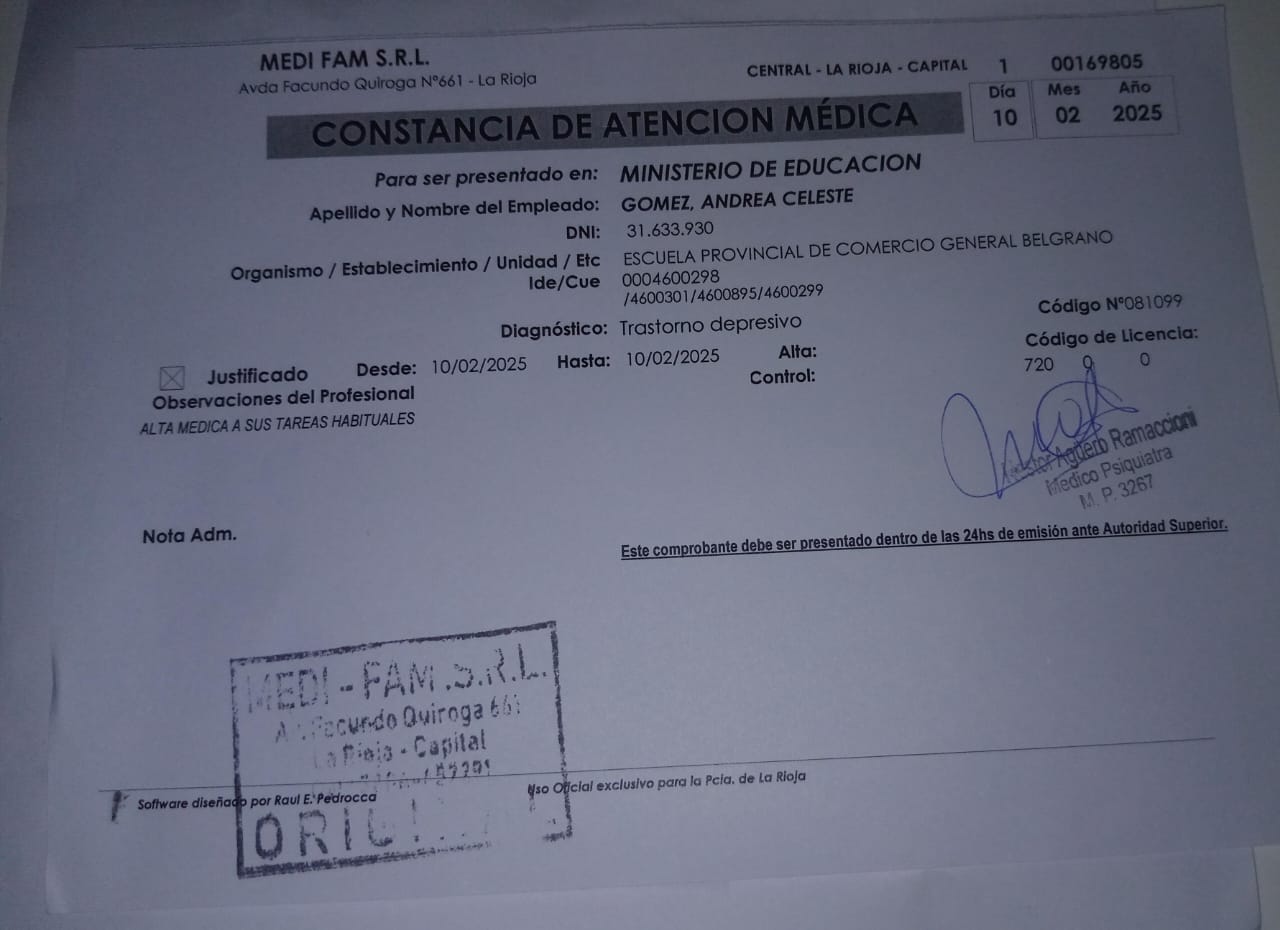 MEDI FAM S.R.L.
Avda Facundo Quiroga Nº661 - La Rioja
CENTRAL - LA RIOJA - CAPITAL 1 00169805
Día Mes Año
10 02 2025
CONSTANCIA DE ATENCION MÉDICA
Para ser presentado en: MINISTERIO DE EDUCACION
Apellido y Nombre del Empleado: GOMEZ, ANDREA CELESTE
DNI: 31.633.930
Organismo / Establecimiento / Unidad / Etc ESCUELA PROVINCIAL DE COMERCIO GENERAL BELGRANO
Ide/Cue 0004600298
/4600301/4600895/4600299
Código Nº081099
Diagnóstico: Trastorno depresivo
Código de Licencia:
720 0 0
Justificado Desde: 10/02/2025 Hasta: 10/02/2025 Alta:
Control:
Observaciones del Profesional
ALTA MEDICA A SUS TAREAS HABITUALES
Agüero Ramaccioni
Medico Psiquiatra
M. P. 3267
Nota Adm.
Este comprobante debe ser presentado dentro de las 24hs de emisión ante Autoridad Superior.
MEDI - FAM .S.R.L.
Facundo Quiroga 661
La Rioja - Capital
Software diseñado por Raul E. Pedrocca
Uso Oficial exclusivo para la Pcia. de La Rioja